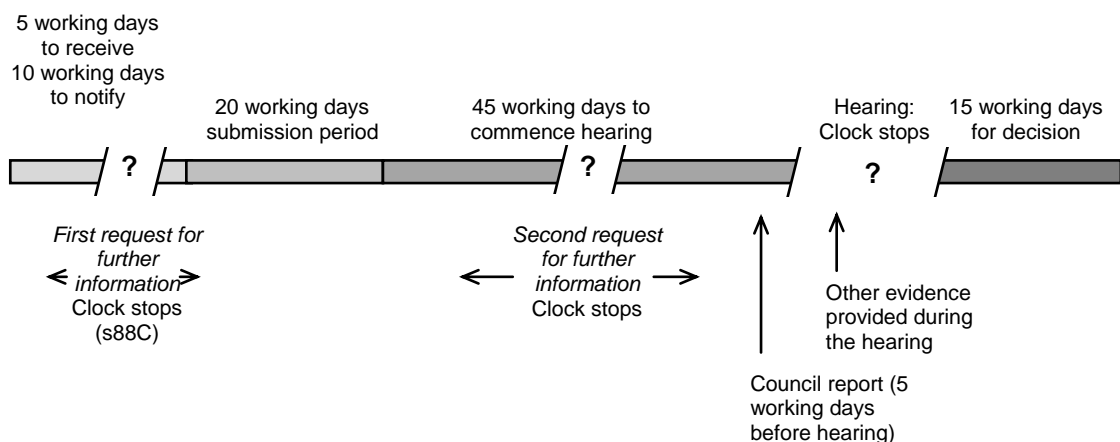 5 working days
to receive
10 working days
to notify
20 working days
submission period
45 working days to
commence hearing
Hearing:
Clock stops
15 working days
for decision
?
?
?
First request for
further
information
Clock stops
(s88C)
Second request
for further
information
Clock stops
Other evidence
provided during
the hearing
Council report (5
working days
before hearing)